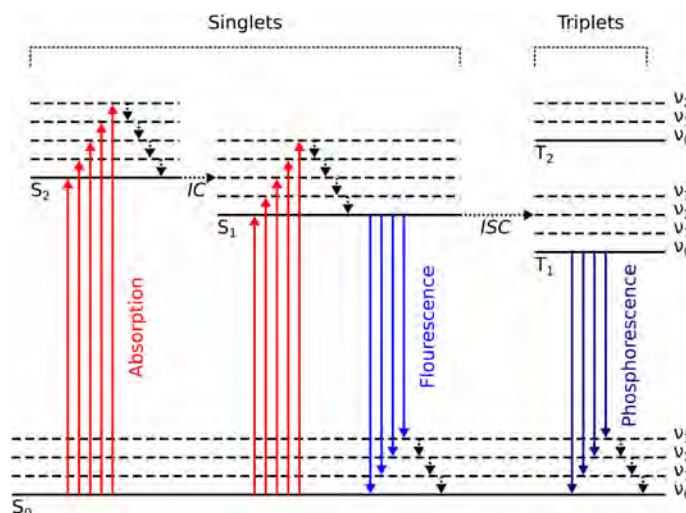 Singlets
Triplets
S₂
IC
S₁
ISC
T₂
T₁
Absorption
Flourescence
Phosphorescence
S₀